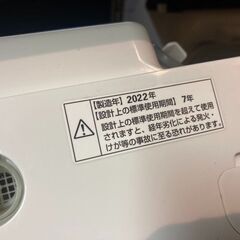 【製造年】2022年
【設計上の標準使用期間】7年
設計上の標準使用期間を超えて使用
されますと、経年劣化による発火・
けが等の事故に至る恐れがあります。